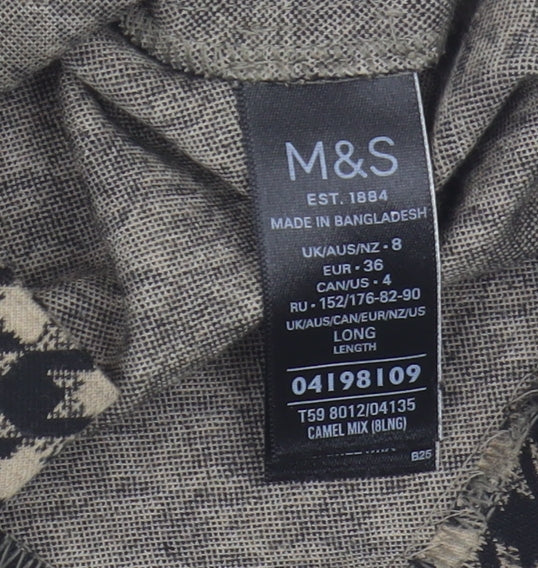 M&S
EST. 1884
MADE IN BANGLADESH
UK/AUS/NZ - 8
EUR - 36
CAN/US - 4
RU - 152/176-82-90
UK/AUS/CAN/EUR/NZ/US
LONG
LENGTH
04198109
T59 8012/04135
CAMEL MIX (8LNG)
B25